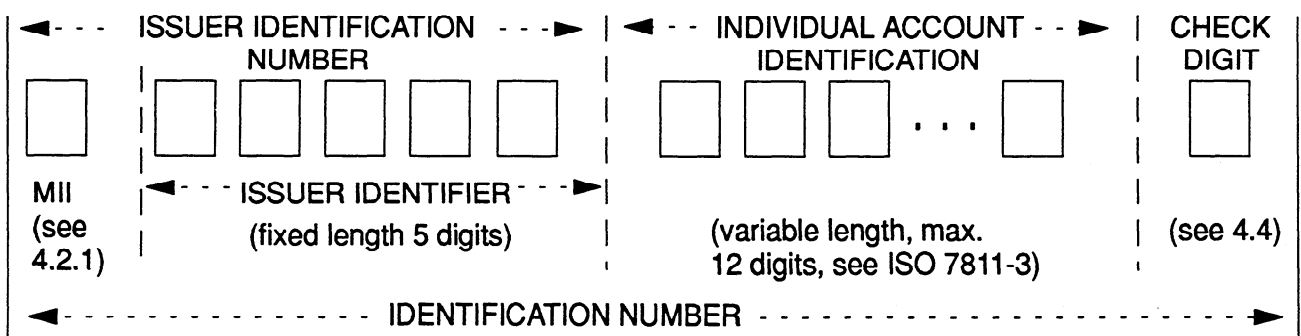 ISSUER IDENTIFICATION NUMBER
INDIVIDUAL ACCOUNT IDENTIFICATION
CHECK DIGIT
. . .
MII
(see
4.2.1)
ISSUER IDENTIFIER
(fixed length 5 digits)
(variable length, max.
12 digits, see ISO 7811-3)
(see 4.4)
IDENTIFICATION NUMBER